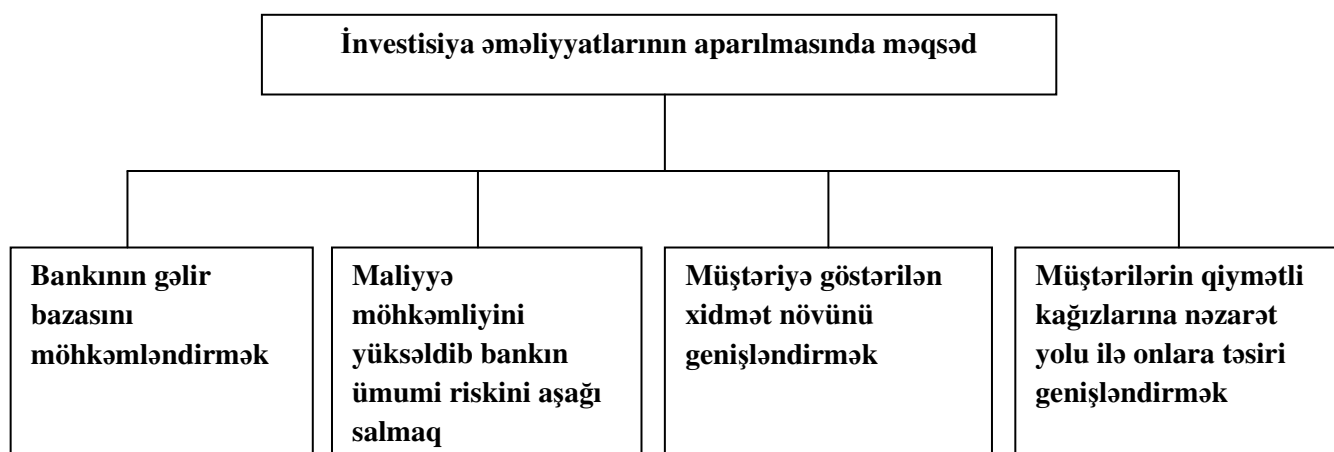 İnvestisiya əməliyyatlarının aparılmasında məqsəd
Bankının gəlir
bazasını
möhkəmləndirmək
Maliyyə
möhkəmliyini
yüksəldib bankın
ümumi riskini aşağı
salmaq
Müştəriyə göstərilən
xidmət növünü
genişləndirmək
Müştərilərin qiymətli
kağızlarına nəzarət
yolu ilə onlara təsiri
genişləndirmək